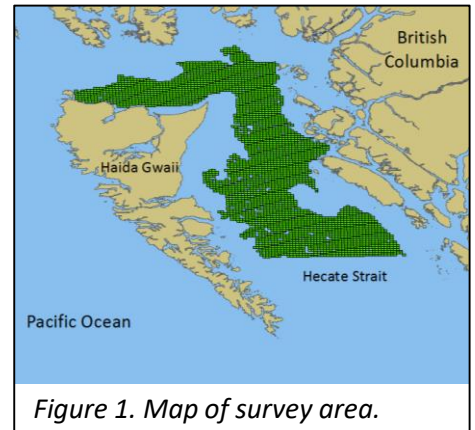 British
Columbia
Haida Gwaii
Hecate Strait
Pacific Ocean
Figure 1. Map of survey area.